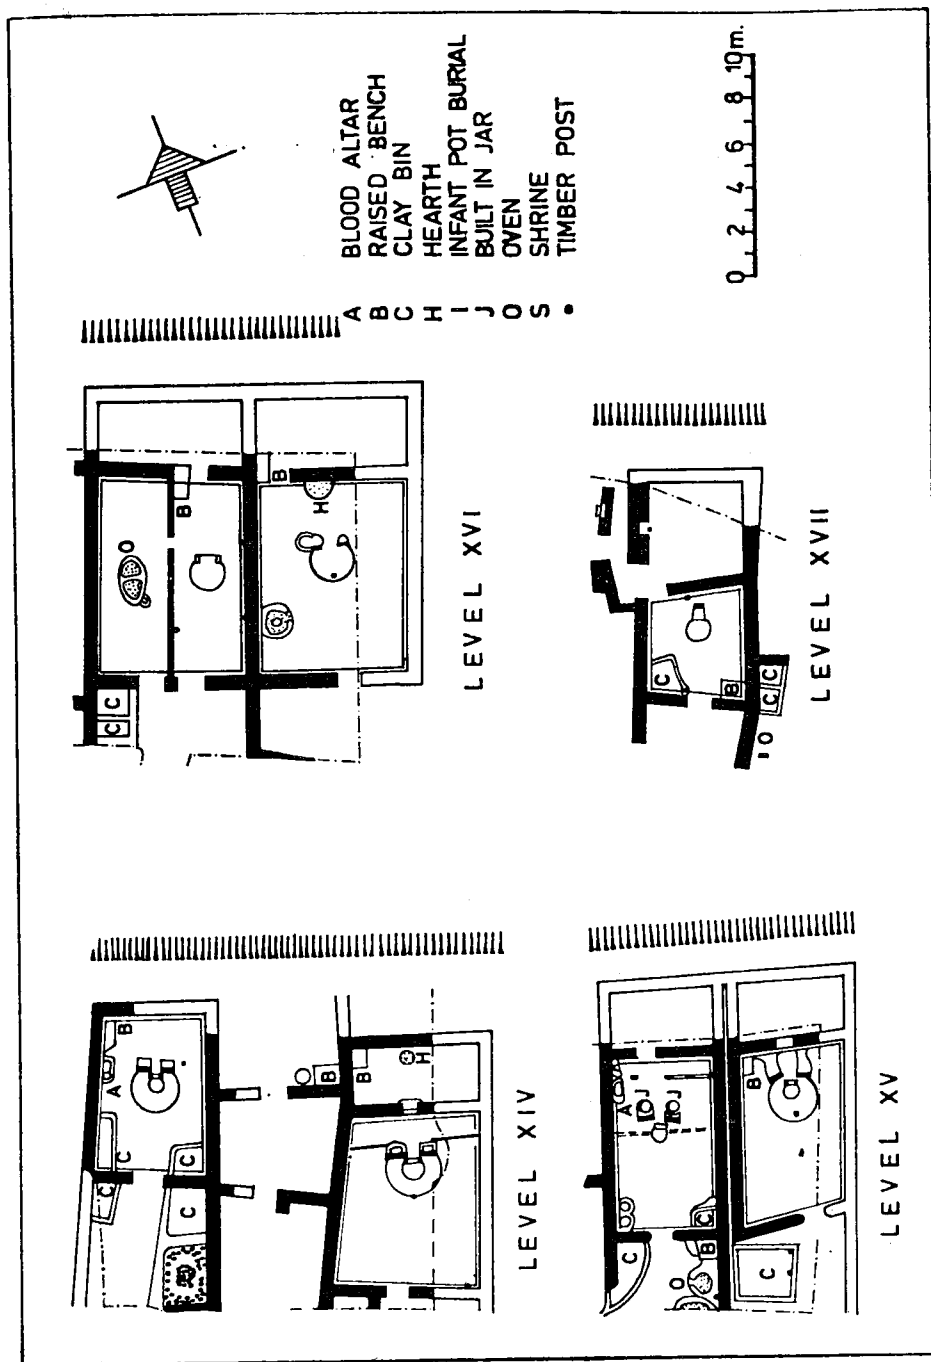 C
A
C
B
C
C
B
B
H
LEVEL XIV
C C
O
B
B
H
LEVEL XVI
A BLOOD ALTAR
B RAISED BENCH
C CLAY BIN
H HEARTH
I INFANT POT BURIAL
J BUILT IN JAR
O OVEN
S SHRINE
• TIMBER POST
C
A
J
J
O
C
B
B
C
LEVEL XV
C
B
C C
I O
LEVEL XVII
0 2 4 6 8 10m.